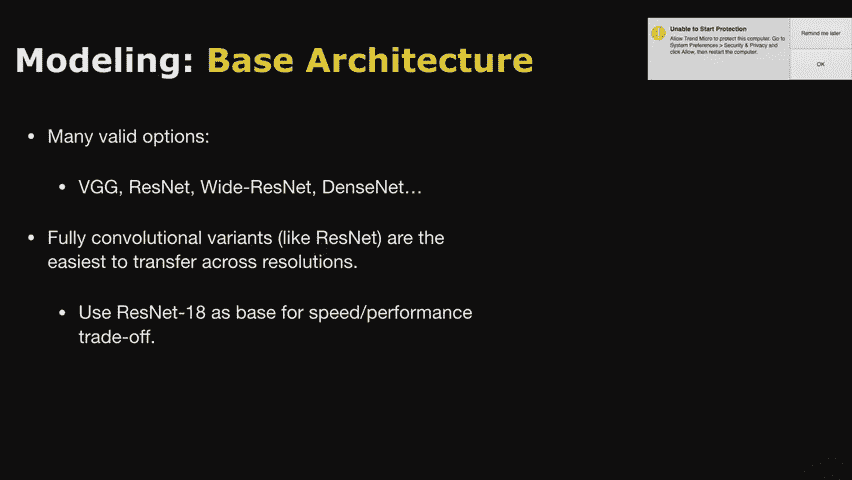 Modeling: Base Architecture
• Many valid options:
• VGG, ResNet, Wide-ResNet, DenseNet…
• Fully convolutional variants (like ResNet) are the
easiest to transfer across resolutions.
• Use ResNet-18 as base for speed/performance
trade-off.
Unable to Start Protection
Allow Trend Micro to protect this computer. Go to
System Preferences > Security & Privacy and
click Allow, then restart the computer.
Remind me later
OK